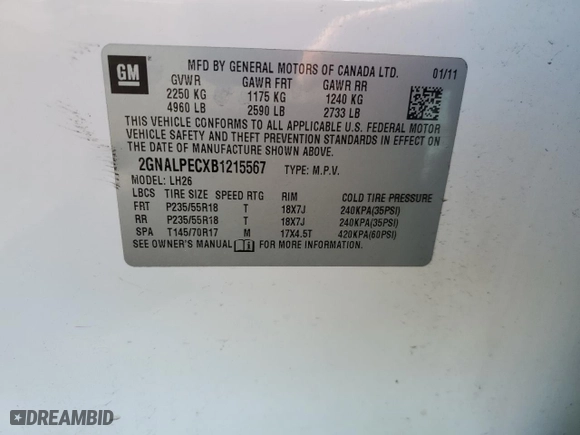 GM
MFD BY GENERAL MOTORS OF CANADA LTD. 01/11
GVWR GAWR FRT GAWR RR
2250 KG 1175 KG 1240 KG
4960 LB 2590 LB 2733 LB
THIS VEHICLE CONFORMS TO ALL APPLICABLE U.S. FEDERAL MOTOR
VEHICLE SAFETY AND THEFT PREVENTION STANDARDS IN EFFECT ON
THE DATE OF MANUFACTURE SHOWN ABOVE.
2GNALPECXB1215567 TYPE: M.P.V.
MODEL: LH26
LBCS TIRE SIZE SPEED RTG RIM COLD TIRE PRESSURE
FRT P235/55R18 T 18X7J 240KPA(35PSI)
RR P235/55R18 T 18X7J 240KPA(35PSI)
SPA T145/70R17 M 17X4.5T 420KPA(60PSI)
SEE OWNER'S MANUAL FOR MORE INFORMATION
DREAMBID